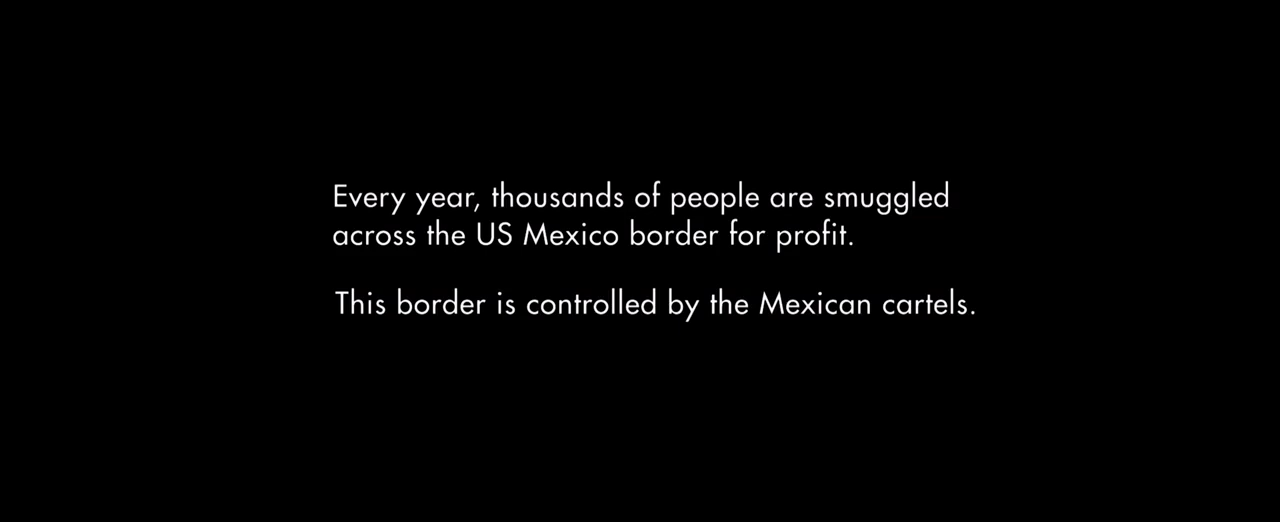 Every year, thousands of people are smuggled
across the US Mexico border for profit.
This border is controlled by the Mexican cartels.